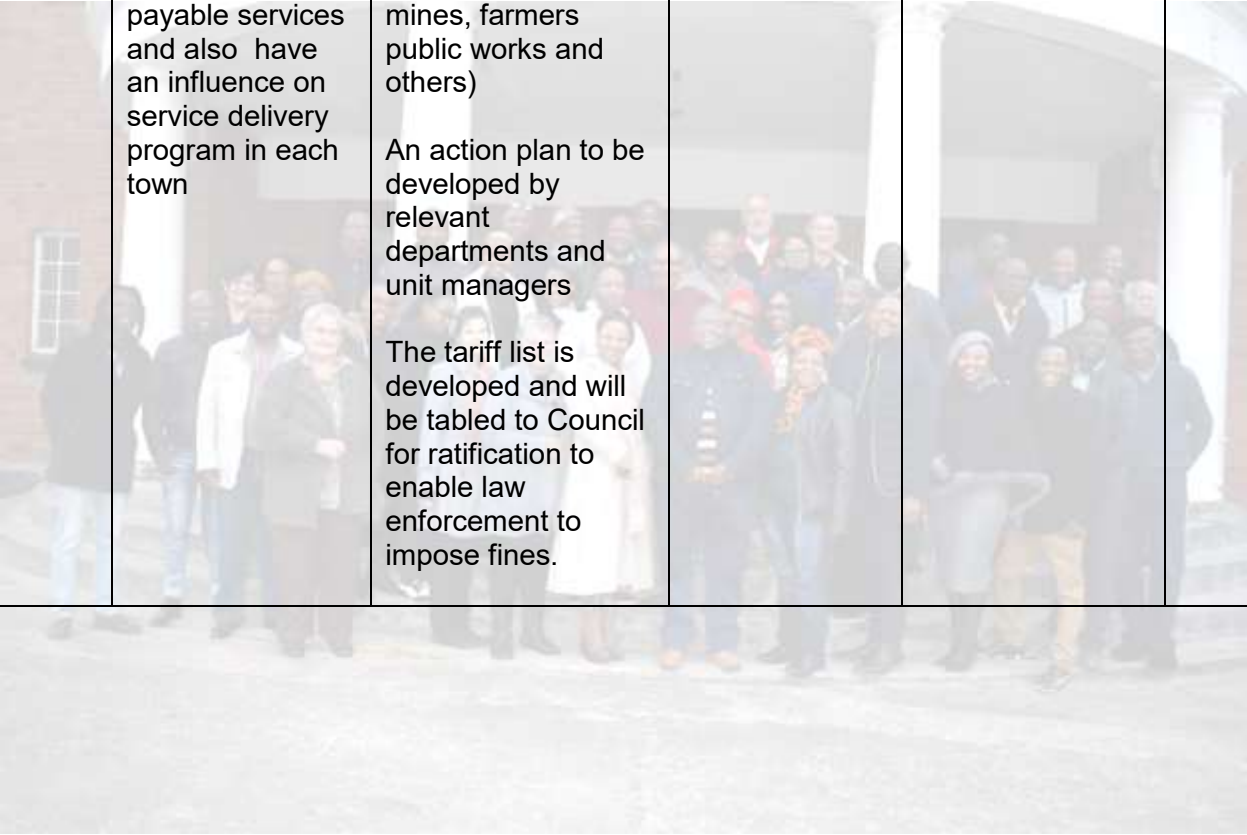 payable services
and also  have
an influence on
service delivery
program in each
town
mines, farmers
public works and
others)
An action plan to be
developed by
relevant
departments and
unit managers
The tariff list is
developed and will
be tabled to Council
for ratification to
enable law
enforcement to
impose fines.